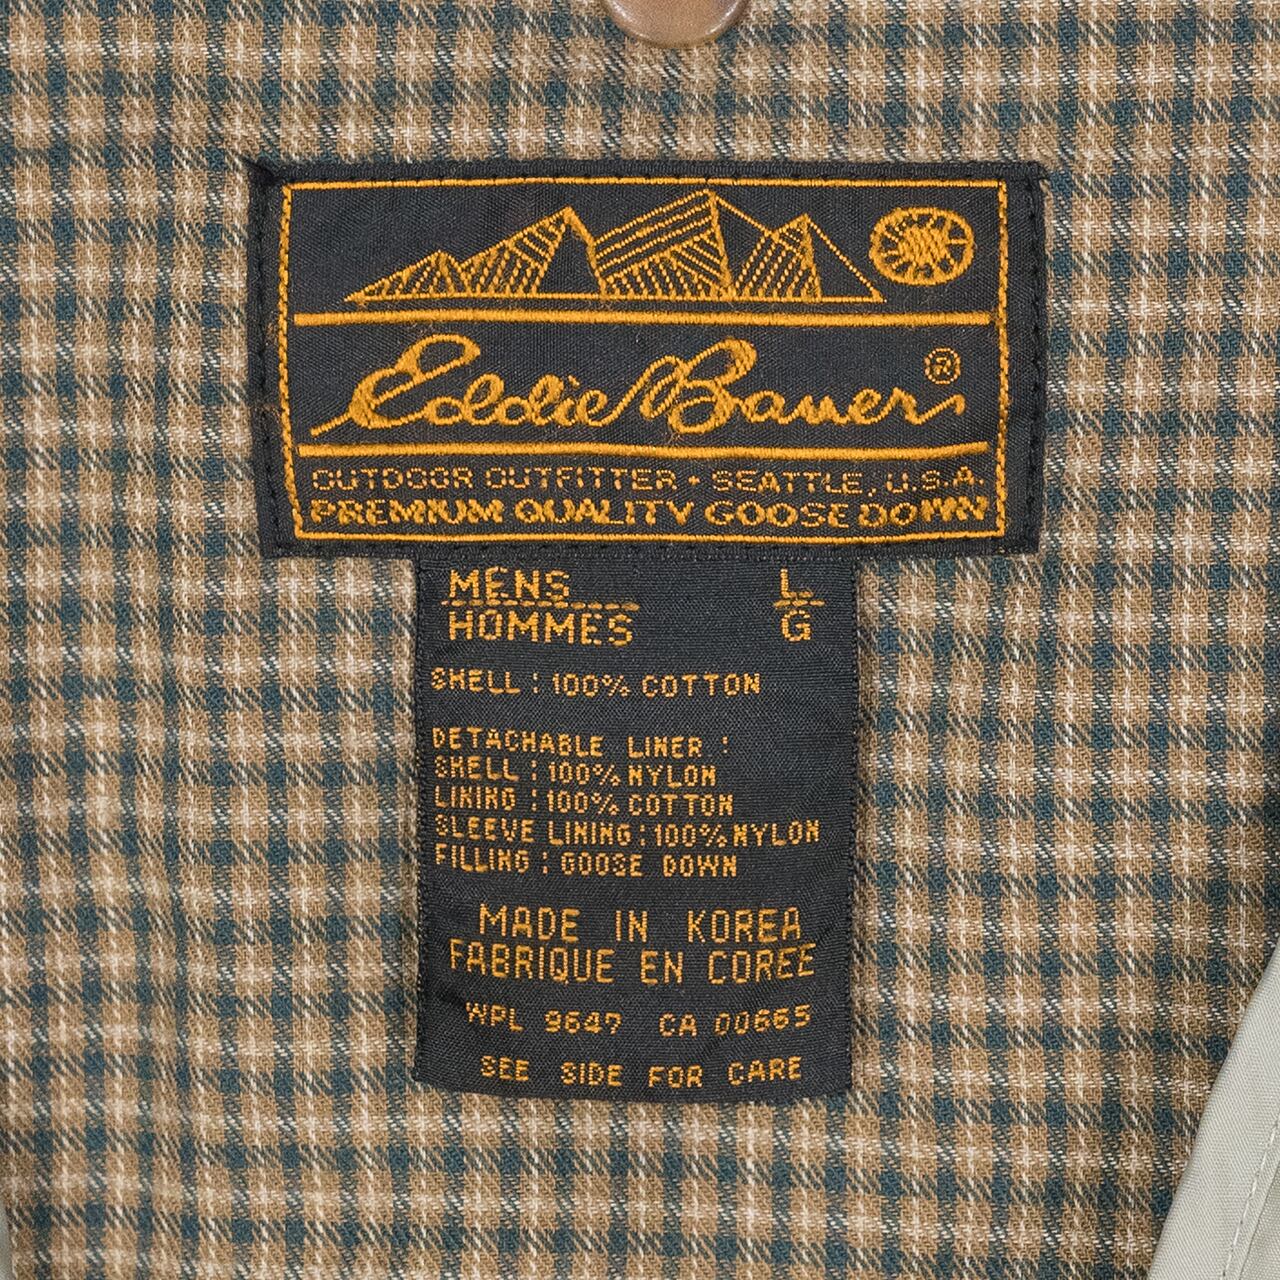 Eddie Bauer®
OUTDOOR OUTFITTER • SEATTLE, U.S.A.
PREMIUM QUALITY GOOSE DOWN
MENS L
HOMMES G
SHELL : 100% COTTON
DETACHABLE LINER :
SHELL : 100% NYLON
LINING : 100% COTTON
SLEEVE LINING : 100% NYLON
FILLING : GOOSE DOWN
MADE IN KOREA
FABRIQUE EN COREE
WPL 9647 CA 00665
SEE SIDE FOR CARE